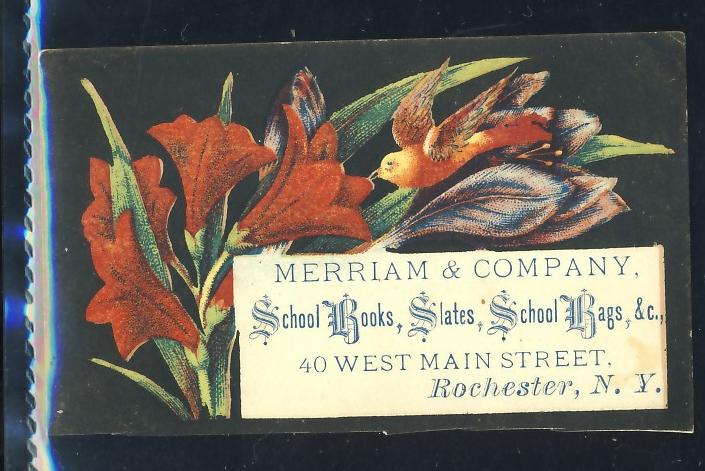 MERRIAM & COMPANY,
School Books, Slates, School Bags, &c.,
40 WEST MAIN STREET,
Rochester, N. Y.